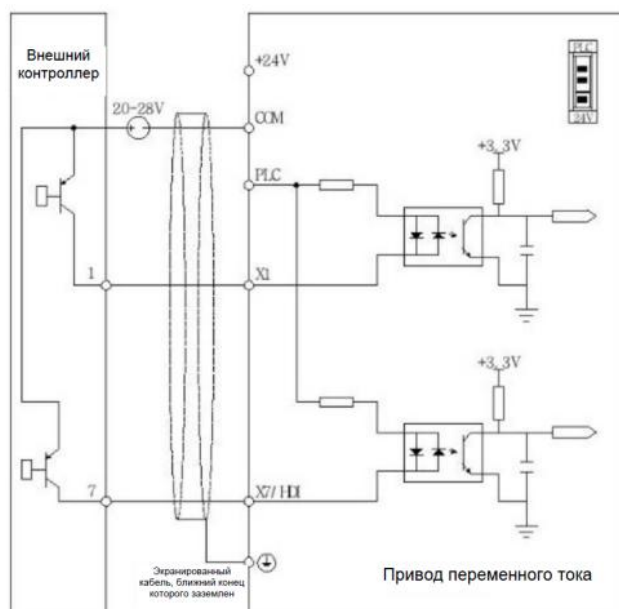 Внешний
контроллер
+24V
PLC
24V
20-28V
COM
+3. 3V
PLC
1
X1
+3. 3V
7
X7/ HDI
Экранированный
кабель, ближний конец
которого заземлен
Привод переменного тока